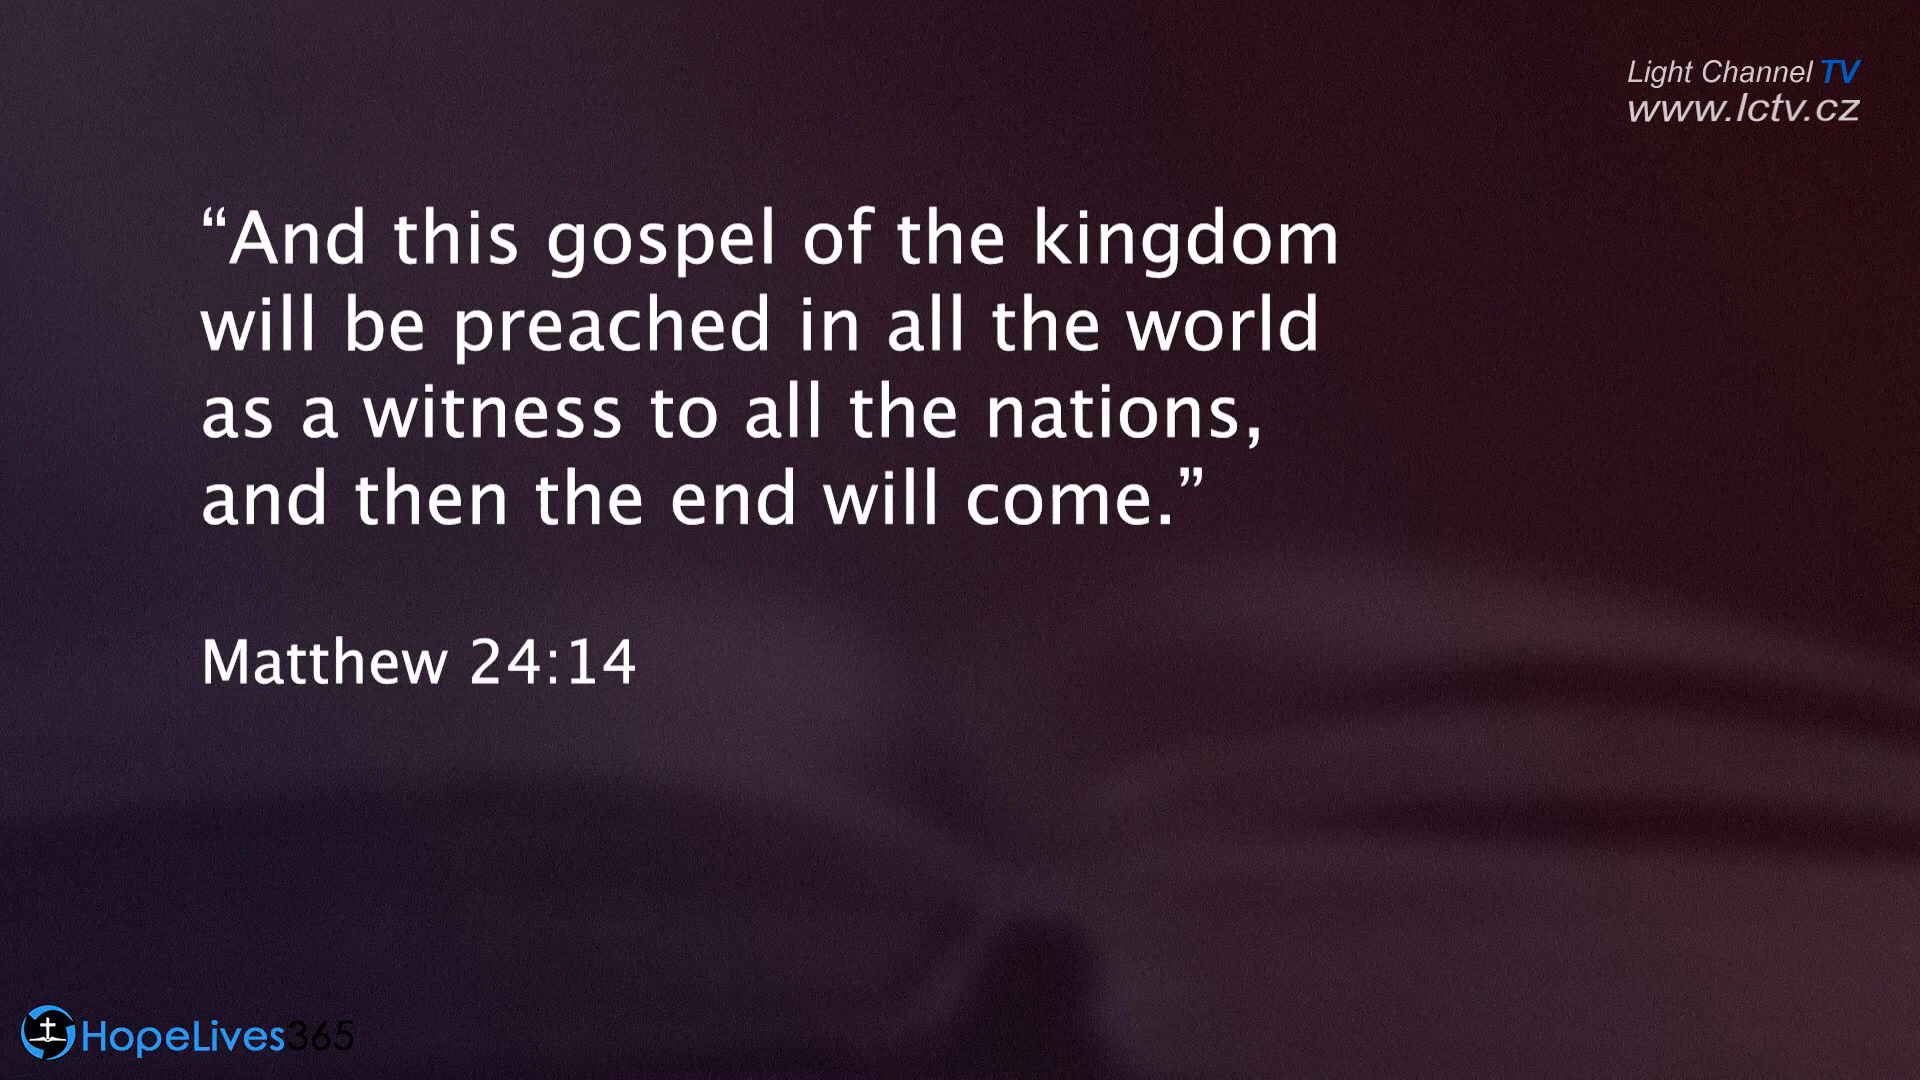 Light Channel TV
www.lctv.cz
“And this gospel of the kingdom
will be preached in all the world
as a witness to all the nations,
and then the end will come.”
Matthew 24:14
HopeLives365